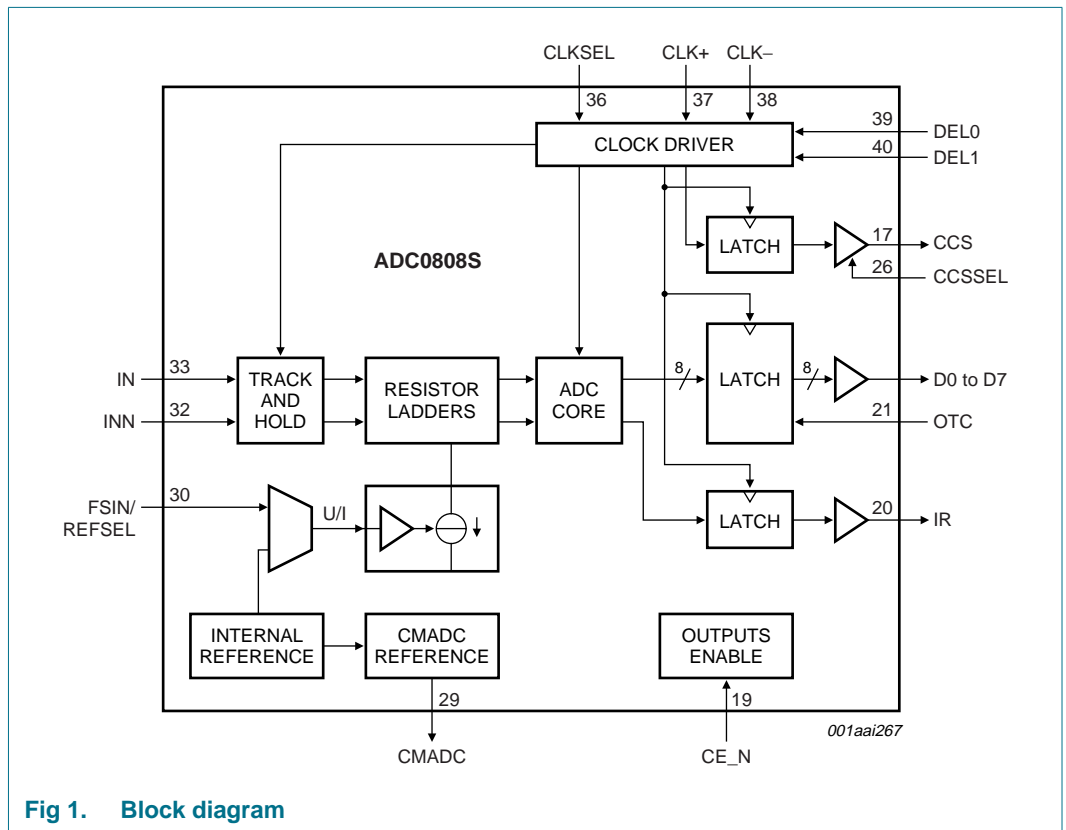 CLKSEL CLK+ CLK–
36 37 38
39
DEL0
CLOCK DRIVER
40
DEL1
LATCH
17
CCS
ADC0808S
26
CCSSEL
33
IN
TRACK
AND
HOLD
RESISTOR
LADDERS
ADC
CORE
8
LATCH
8
D0 to D7
32
INN
21
OTC
30
FSIN/
REFSEL
U/I
LATCH
20
IR
INTERNAL
REFERENCE
CMADC
REFERENCE
OUTPUTS
ENABLE
29
19
001aai267
CMADC
CE_N
Fig 1. Block diagram